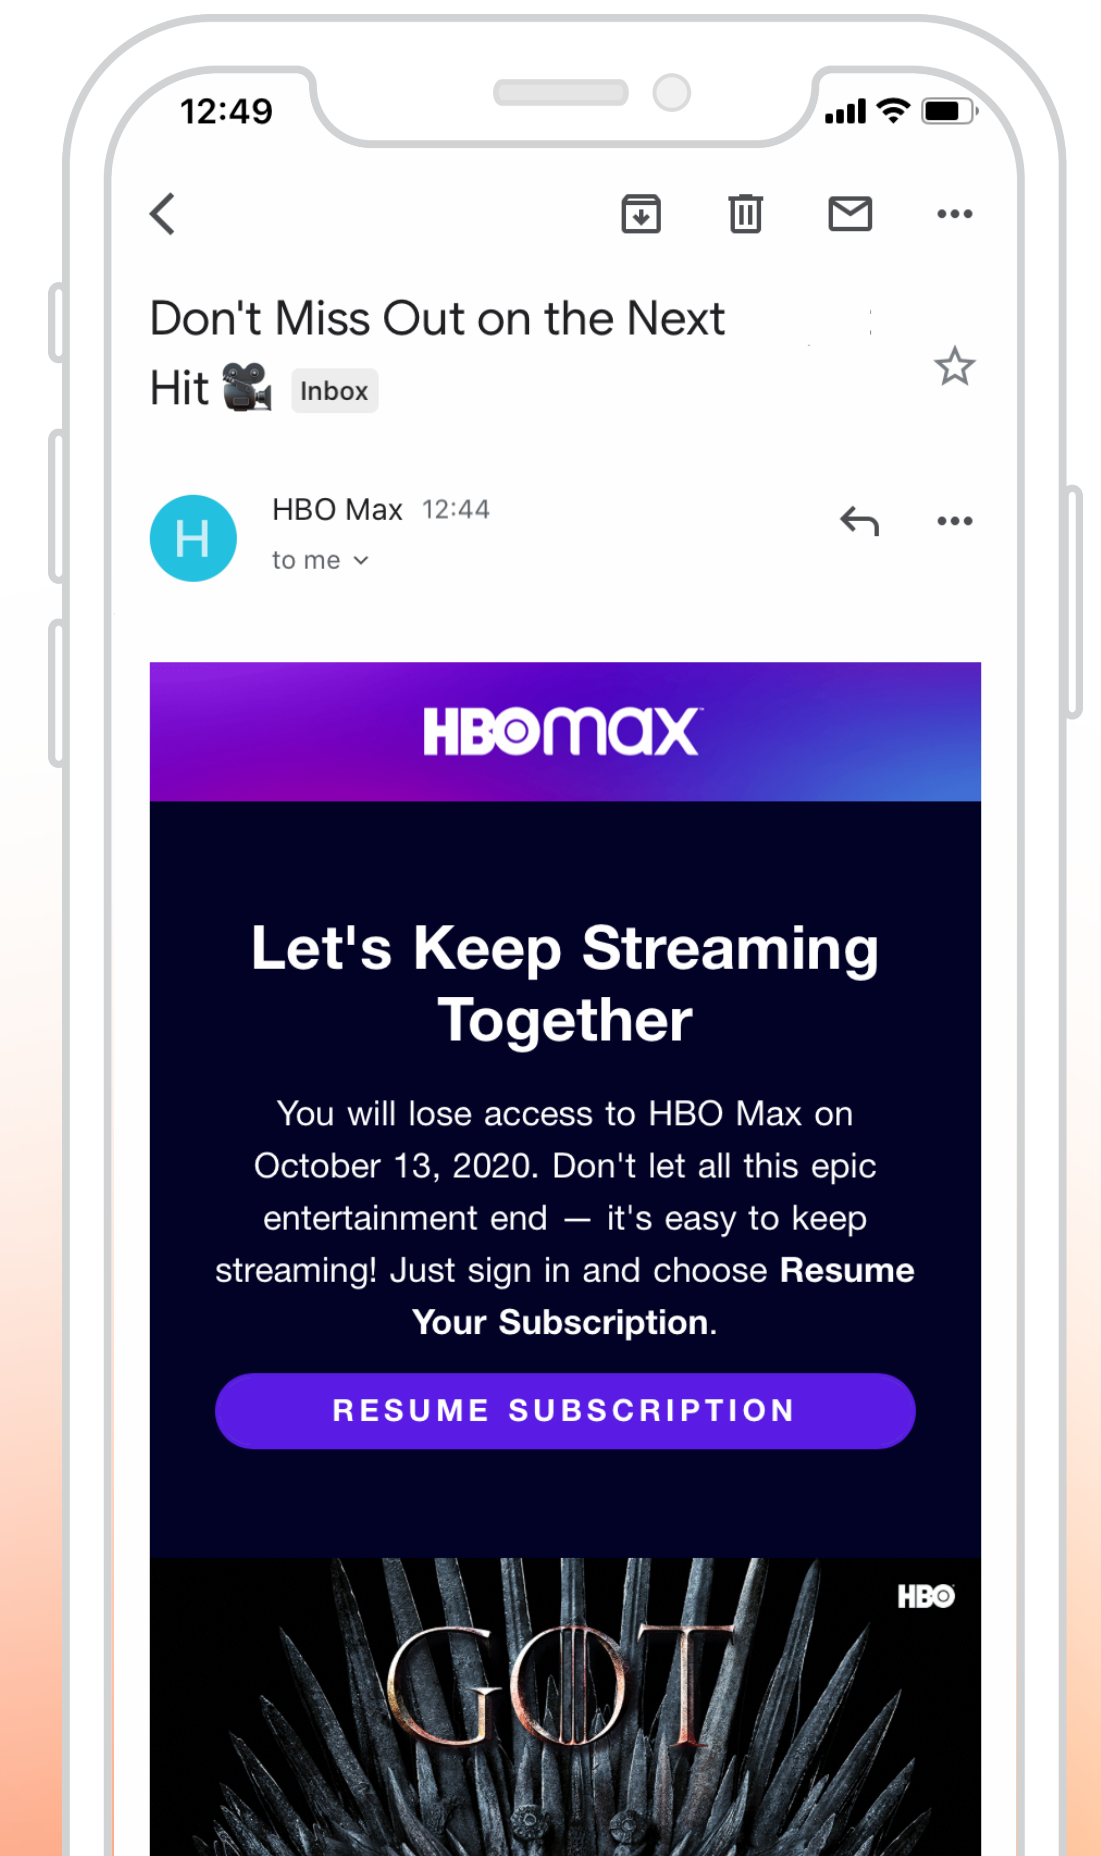 12:49
Don't Miss Out on the Next
Hit 🎥 Inbox
H
HBO Max 12:44
to me
HBOmax™
Let's Keep Streaming
Together
You will lose access to HBO Max on
October 13, 2020. Don't let all this epic
entertainment end — it's easy to keep
streaming! Just sign in and choose Resume
Your Subscription.
RESUME SUBSCRIPTION
HBO
GOT